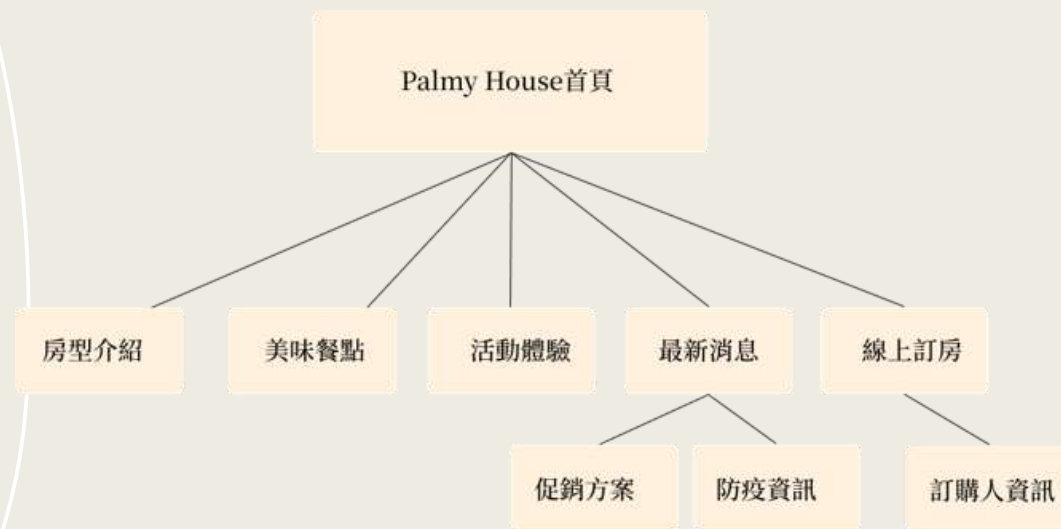 Palmy House首頁
房型介紹
美味餐點
活動體驗
最新消息
線上訂房
促銷方案
防疫資訊
訂購人資訊